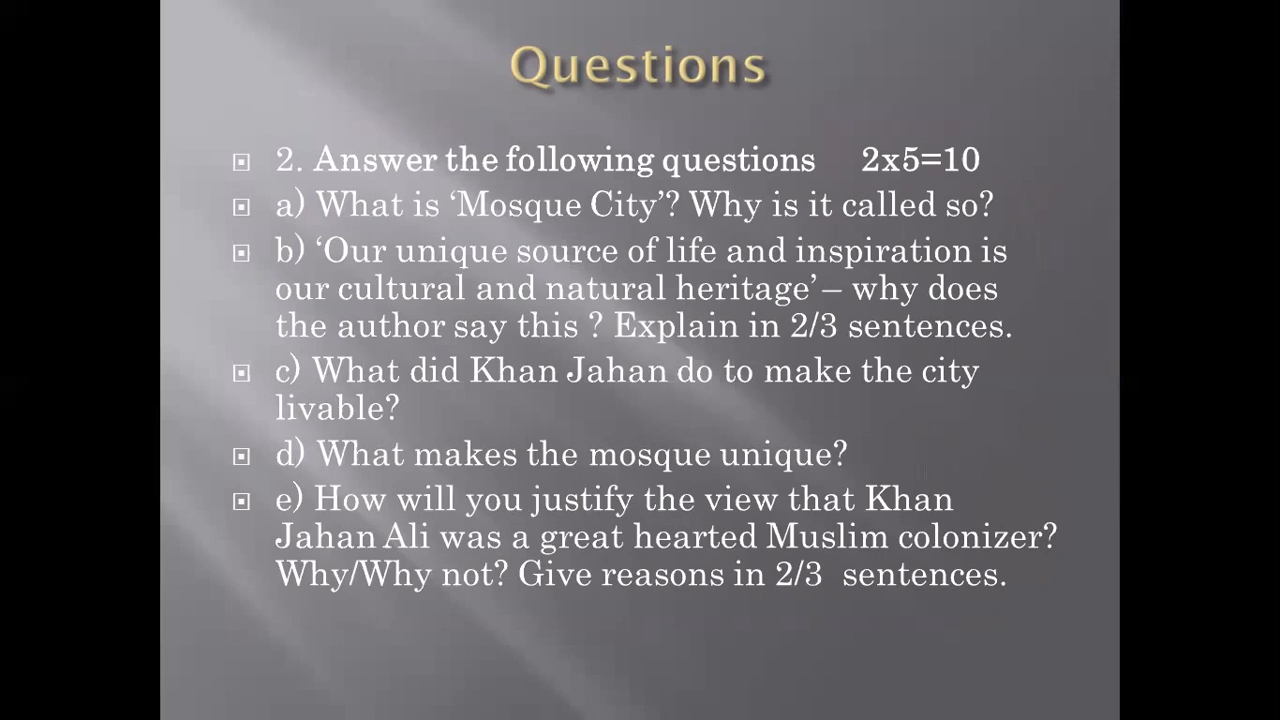 Questions
2. Answer the following questions 2x5=10
a) What is ‘Mosque City’? Why is it called so?
b) ‘Our unique source of life and inspiration is
our cultural and natural heritage’ – why does
the author say this ? Explain in 2/3 sentences.
c) What did Khan Jahan do to make the city
livable?
d) What makes the mosque unique?
e) How will you justify the view that Khan
Jahan Ali was a great hearted Muslim colonizer?
Why/Why not? Give reasons in 2/3 sentences.